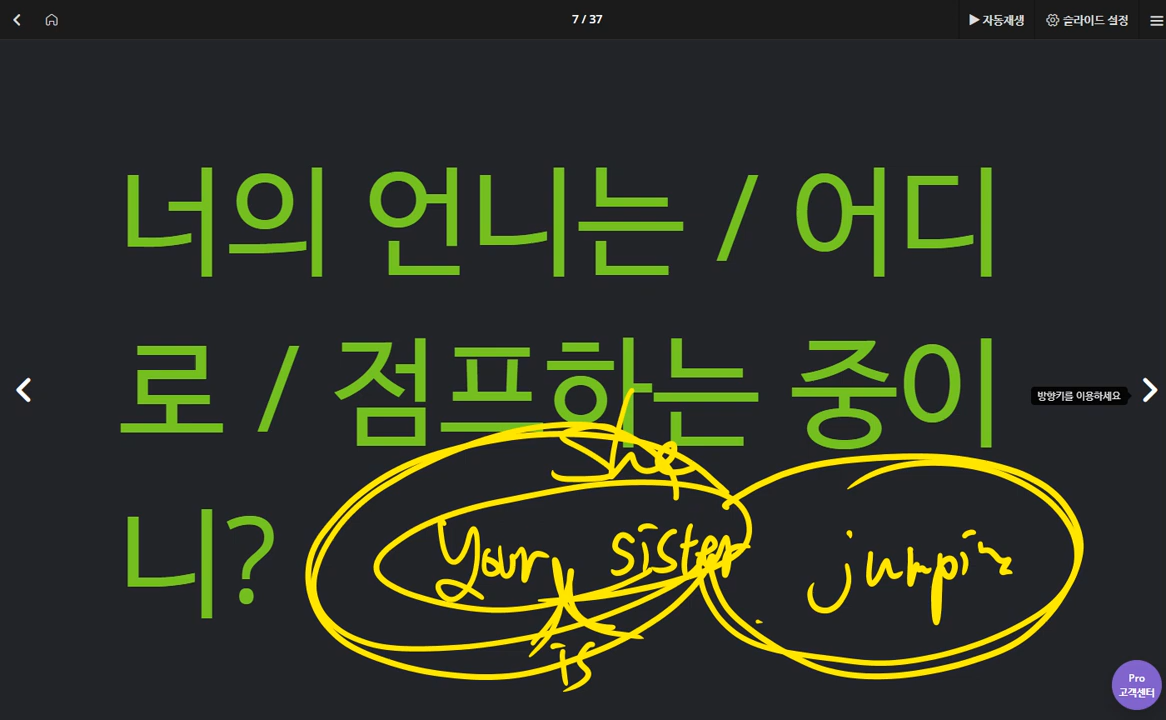 7 / 37
자동재생
슬라이드 설정
너의 언니는 / 어디
로 / 점프하는 중이
방향키를 이용하세요
니?
She
your sister
jumpin
is
Pro
고객센터